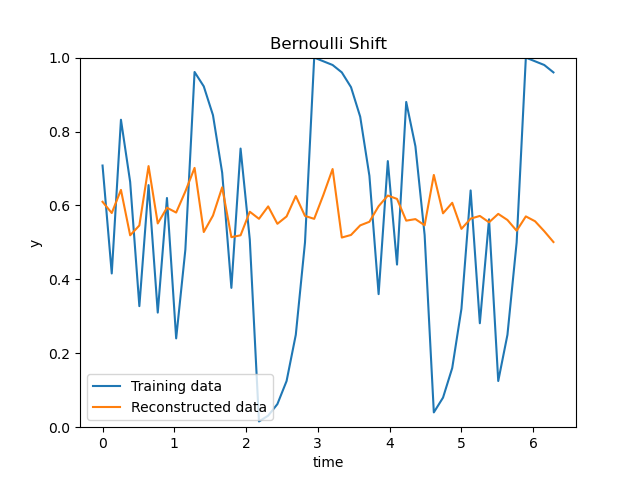 Bernoulli Shift
1.0
0.8
0.6
0.4
0.2
0.0
y
Training data
Reconstructed data
0 1 2 3 4 5 6
time